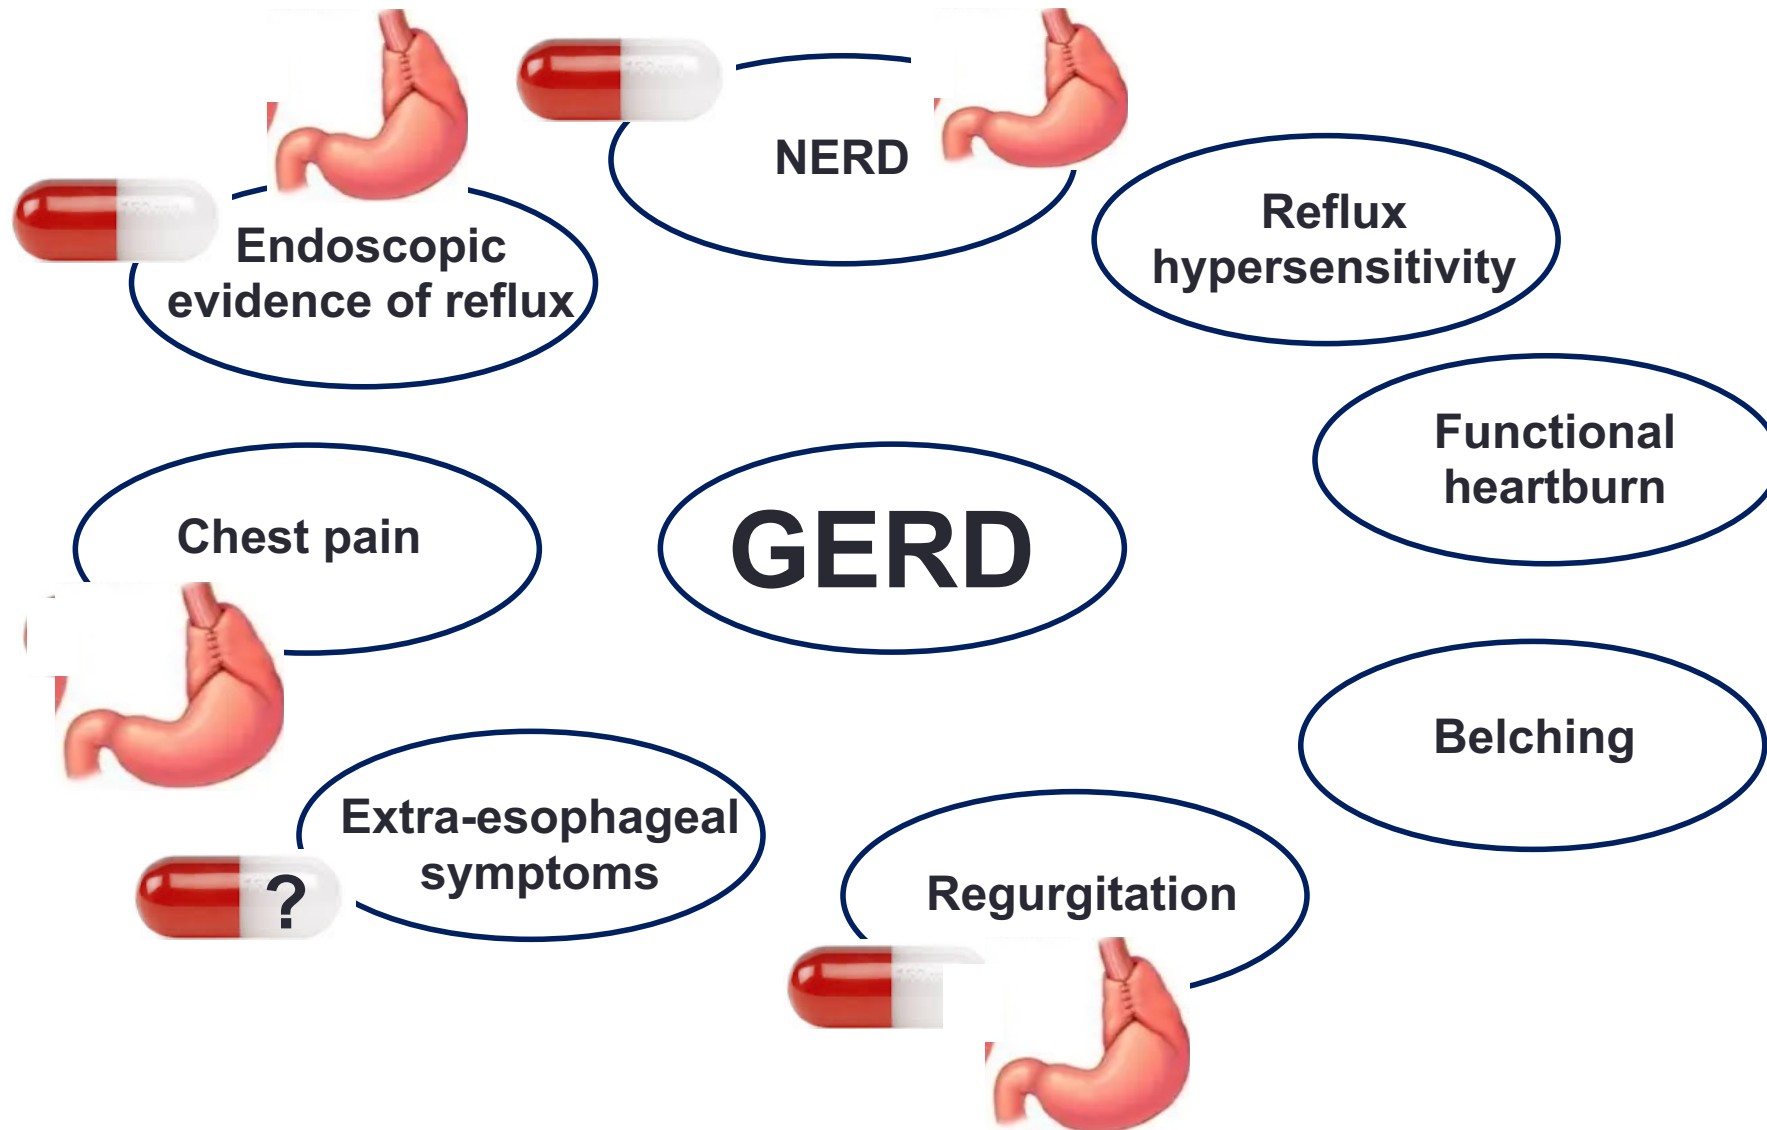 NERD
Reflux
hypersensitivity
Endoscopic
evidence of reflux
Functional
heartburn
Chest pain
GERD
Belching
Extra-esophageal
symptoms
?
Regurgitation